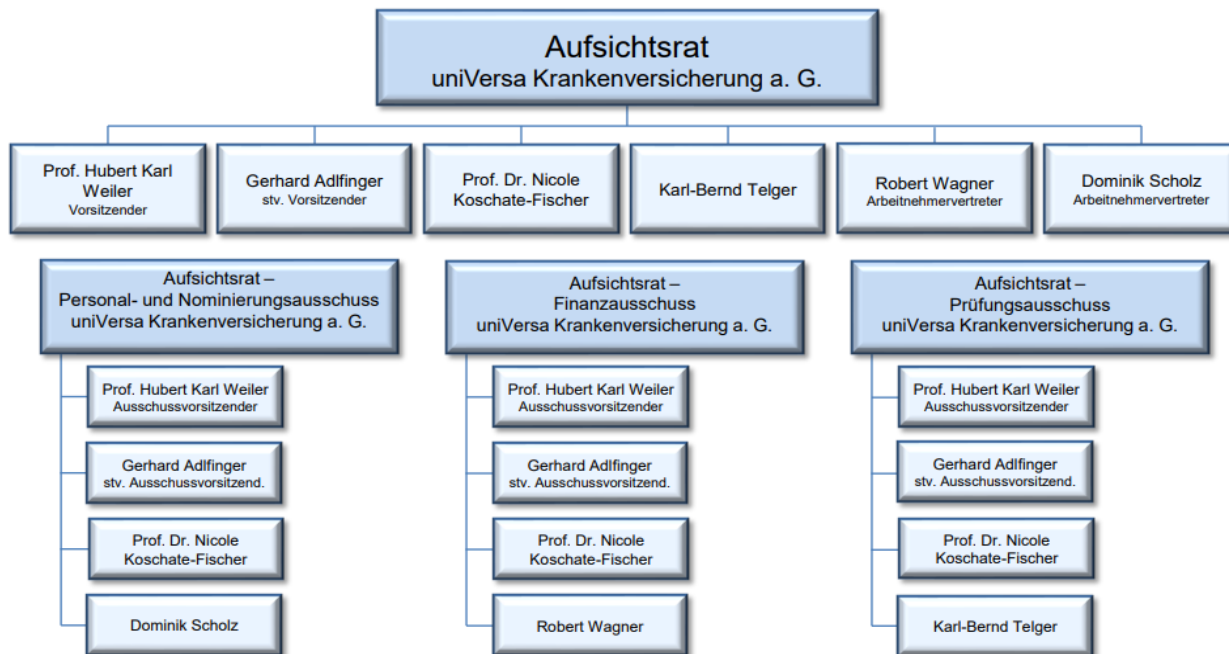 Aufsichtsrat
uniVersa Krankenversicherung a. G.
Prof. Hubert Karl
Weiler
Vorsitzender
Gerhard Adlfinger
stv. Vorsitzender
Prof. Dr. Nicole
Koschate-Fischer
Karl-Bernd Telger
Robert Wagner
Arbeitnehmervertreter
Dominik Scholz
Arbeitnehmervertreter
Aufsichtsrat –
Personal- und Nominierungsausschuss
uniVersa Krankenversicherung a. G.
Prof. Hubert Karl Weiler
Ausschussvorsitzender
Gerhard Adlfinger
stv. Ausschussvorsitzend.
Prof. Dr. Nicole
Koschate-Fischer
Dominik Scholz
Aufsichtsrat –
Finanzausschuss
uniVersa Krankenversicherung a. G.
Prof. Hubert Karl Weiler
Ausschussvorsitzender
Gerhard Adlfinger
stv. Ausschussvorsitzend.
Prof. Dr. Nicole
Koschate-Fischer
Robert Wagner
Aufsichtsrat –
Prüfungsausschuss
uniVersa Krankenversicherung a. G.
Prof. Hubert Karl Weiler
Ausschussvorsitzender
Gerhard Adlfinger
stv. Ausschussvorsitzend.
Prof. Dr. Nicole
Koschate-Fischer
Karl-Bernd Telger